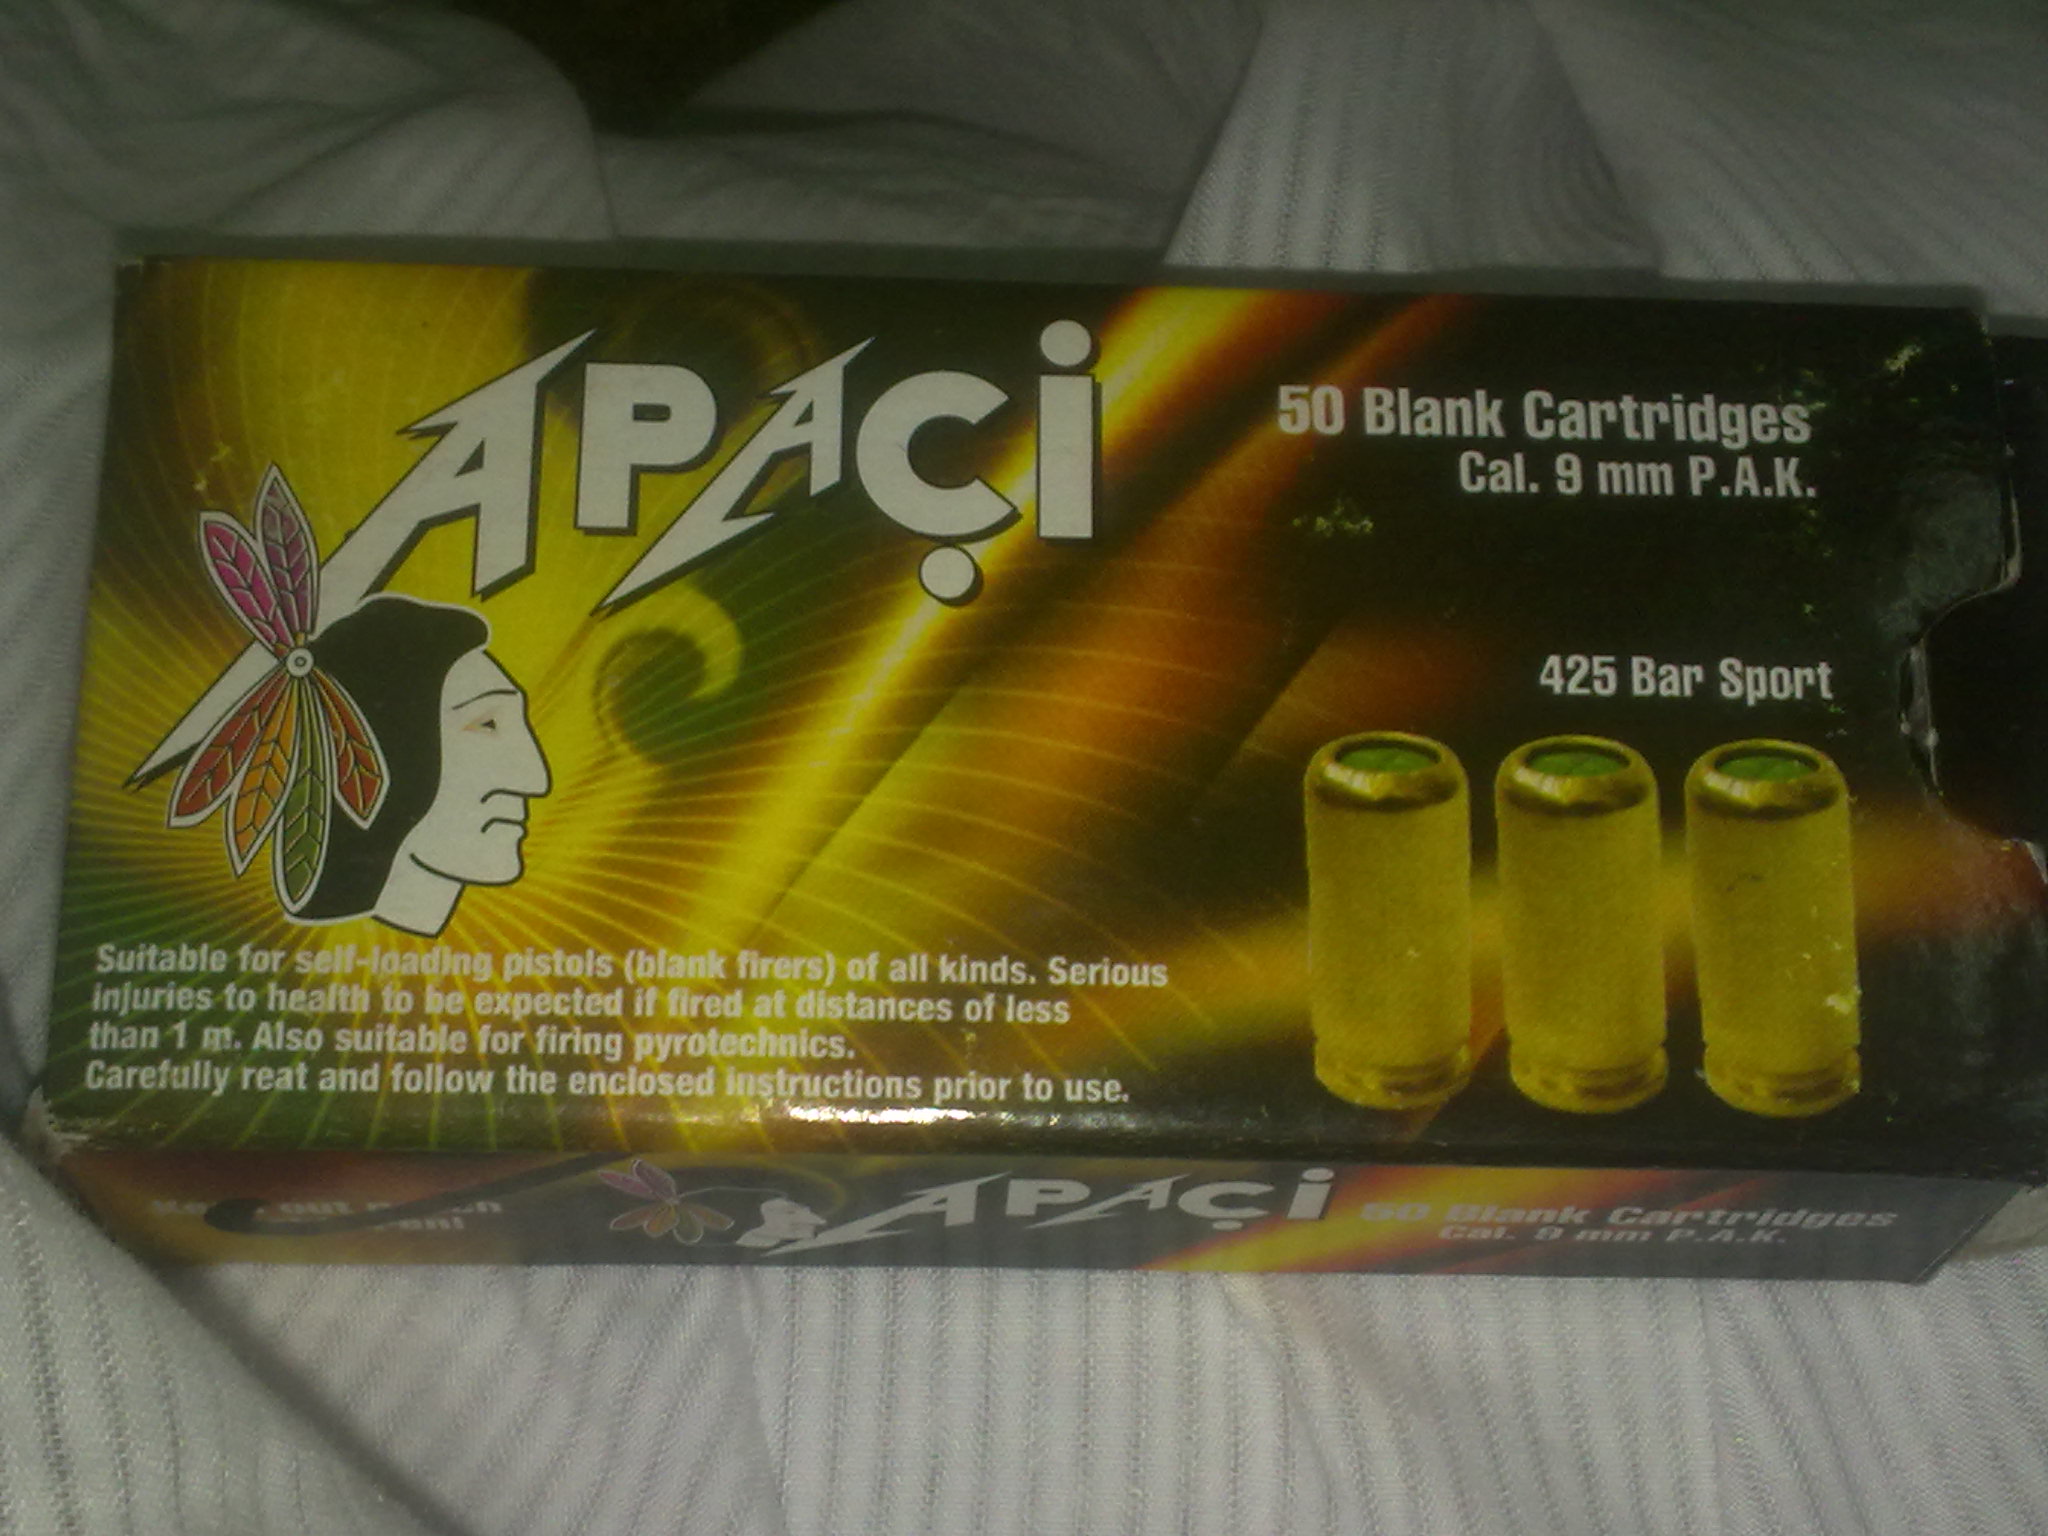 APAÇİ
50 Blank Cartridges
Cal. 9 mm P.A.K.
425 Bar Sport
Suitable for self-loading pistols (blank firers) of all kinds. Serious
injuries to health to be expected if fired at distances of less
than 1 m. Also suitable for firing pyrotechnics.
Carefully reat and follow the enclosed instructions prior to use.
APAÇİ
50 Blank Cartridges
Cal. 9 mm P.A.K.